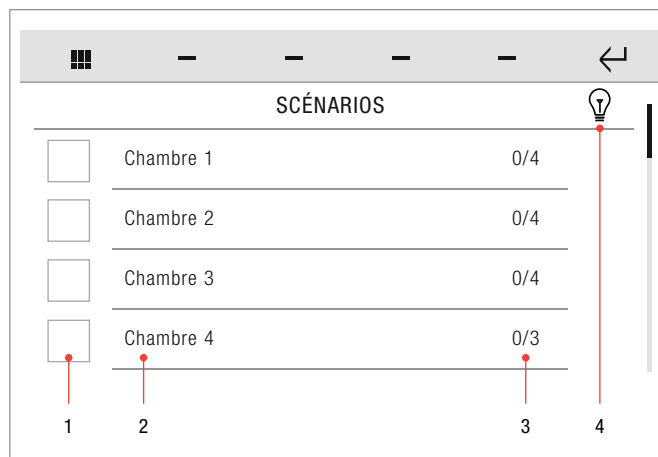 SCÉNARIOS
Chambre 1 0/4
Chambre 2 0/4
Chambre 3 0/4
Chambre 4 0/3
1 2 3 4